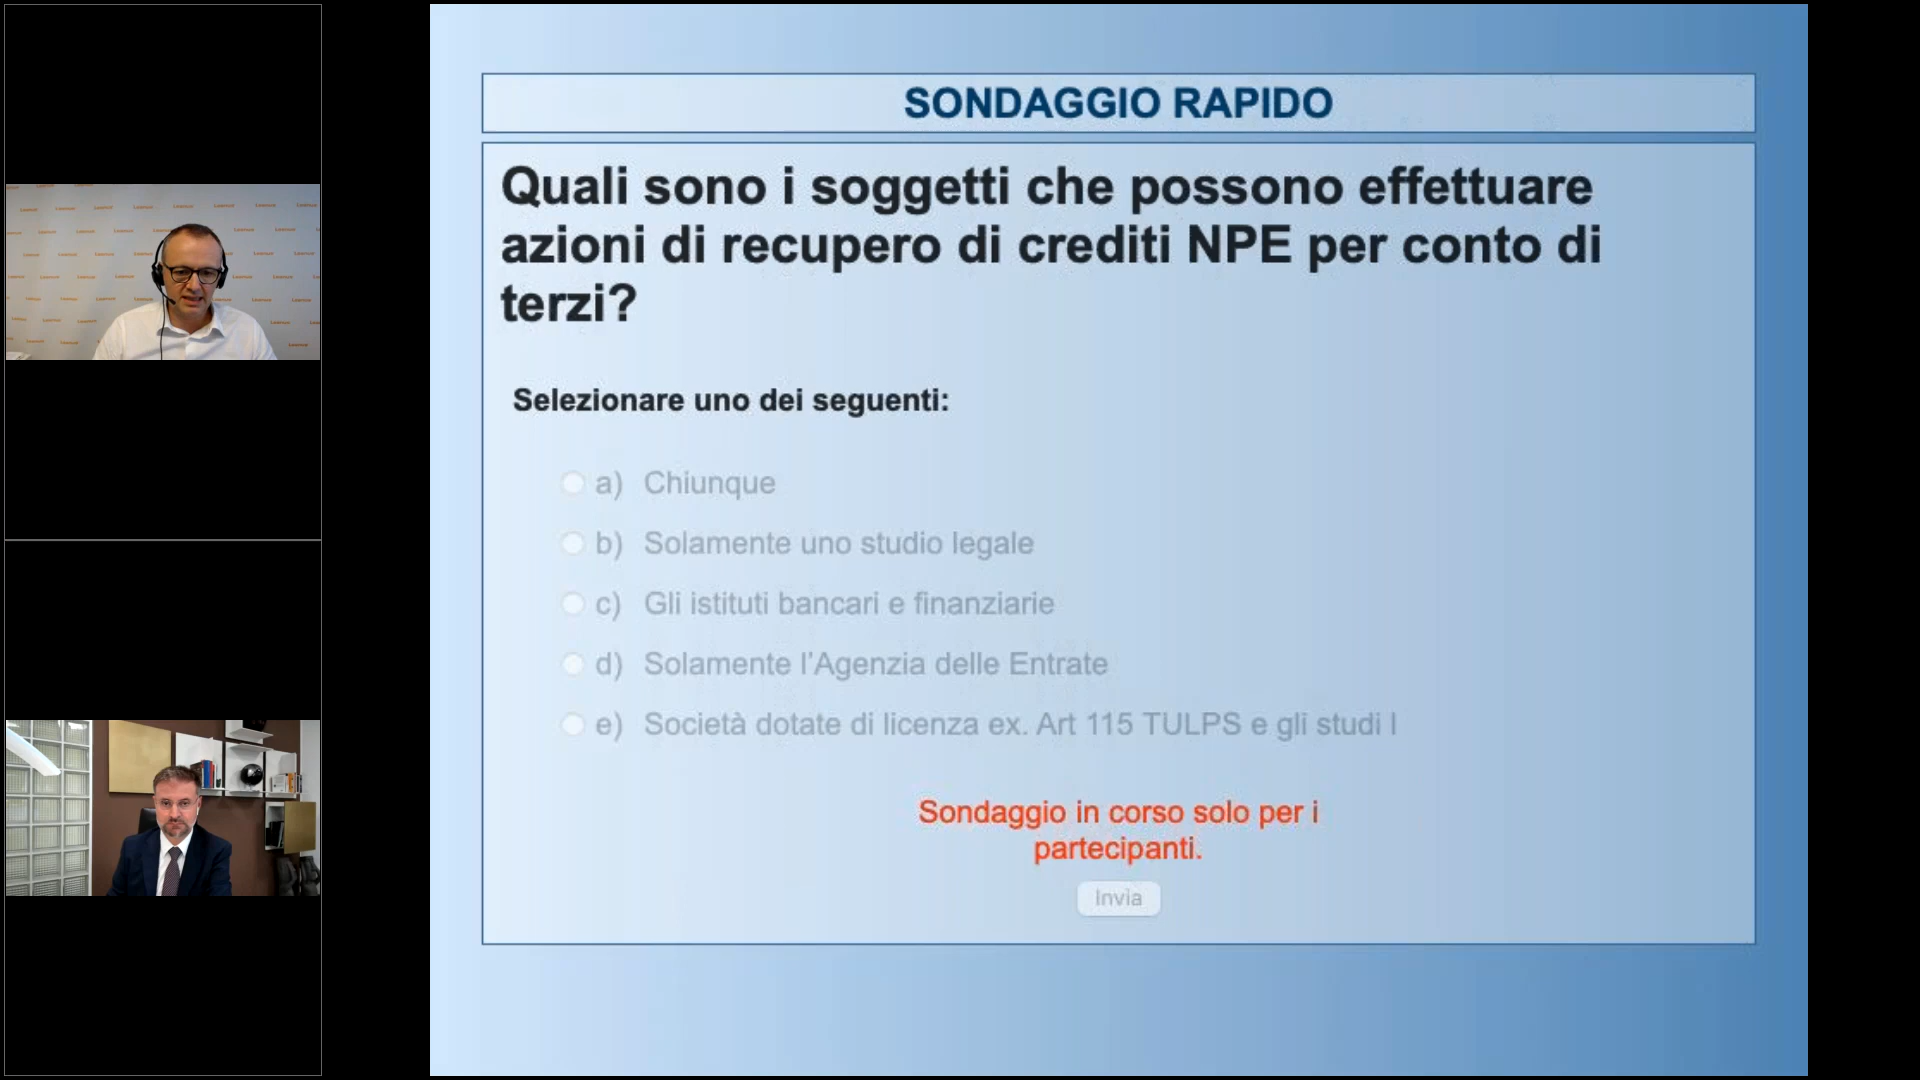 SONDAGGIO RAPIDO
Quali sono i soggetti che possono effettuare
azioni di recupero di crediti NPE per conto di
terzi?
Selezionare uno dei seguenti:
a) Chiunque
b) Solamente uno studio legale
c) Gli istituti bancari e finanziarie
d) Solamente l'Agenzia delle Entrate
e) Società dotate di licenza ex. Art 115 TULPS e gli studi l
Sondaggio in corso solo per i
partecipanti.
Invia